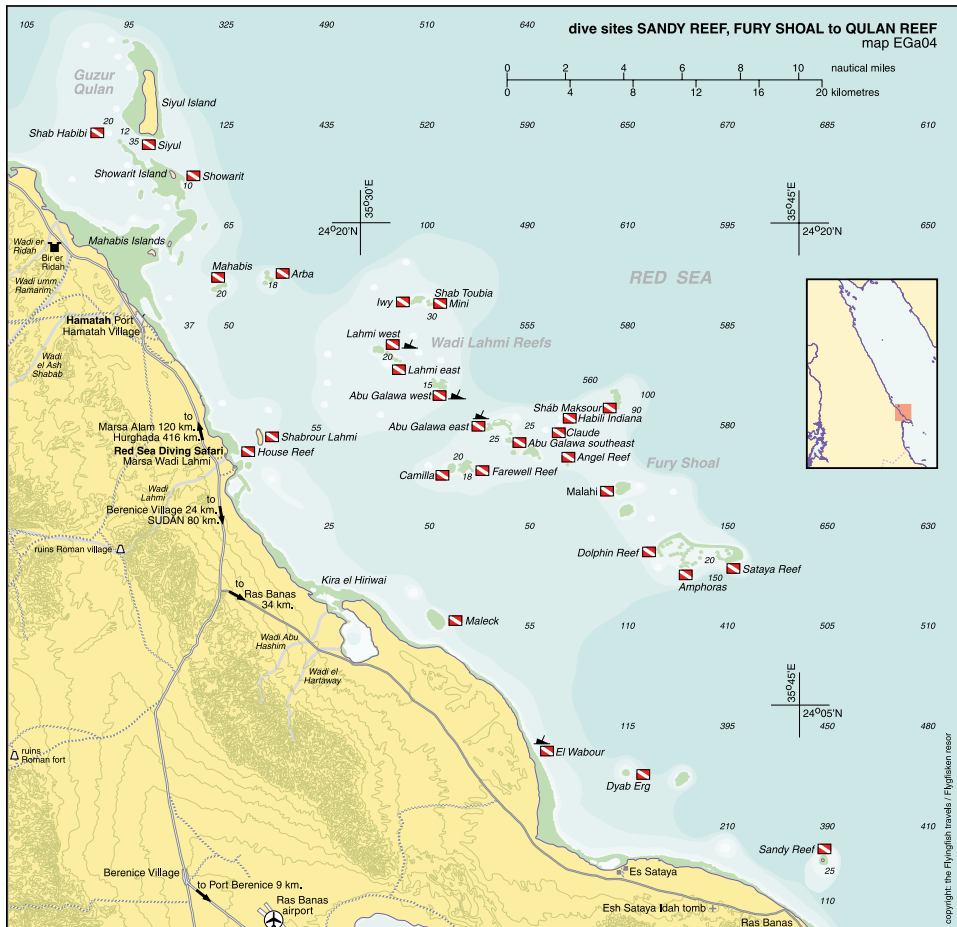 105 95 325 490 510 640
dive sites SANDY REEF, FURY SHOAL to QULAN REEF
map EGa04
0 2 4 6 8 10 nautical miles
0 4 8 12 16 20 kilometres
Guzur
Qulan
Siyul Island
20
12
Shab Habibi
35
Siyul
125 435 520 590 650 670 685 610
Showarit Island
Showarit
10
35°30'E
24°20'N
35°45'E
24°20'N
65 100 490 610 595 650
Mahabis Islands
Wadi er
Ridah
Bir er
Ridah
Wadi umm
Ramarim
Mahabis
20
Arba
18
RED SEA
Iwy
Shab Toubia
Mini
30
Hamatah Port
Hamatah Village
37 50 555 580 585
Lahmi west
20
Wadi Lahmi Reefs
Wadi
el Ash
Shabab
Lahmi east
15
Abu Galawa west
560
100
Sháb Maksour
90
Habili Indiana
to
Marsa Alam 120 km.
Hurghada 416 km.
55
Shabrour Lahmi
Abu Galawa east
25
25
Claude
580
Abu Galawa southeast
Red Sea Diving Safari
Marsa Wadi Lahmi
House Reef
Angel Reef
Fury Shoal
20
Camilla
18
Farewell Reef
Wadi
Lahmi
Malahi
to
Berenice Village 24 km.
SUDAN 80 km.
25 50 50 150 650 630
ruins Roman village
Dolphin Reef
20
Sataya Reef
150
Amphoras
Kira el Hiriwai
to
Ras Banas
34 km.
Maleck
55 110 410 505 510
Wadi Abu
Hashim
Wadi el
Hartaway
35°45'E
24°05'N
115 395 450 480
ruins
Roman fort
El Wabour
Dyab Erg
210 390 410
Sandy Reef
25
Berenice Village
Es Sataya
to Port Berenice 9 km.
Ras Banas
airport
110
Esh Sataya Idah tomb
Ras Banas
copyright: the Flyingfish travels / Flygfisken resor